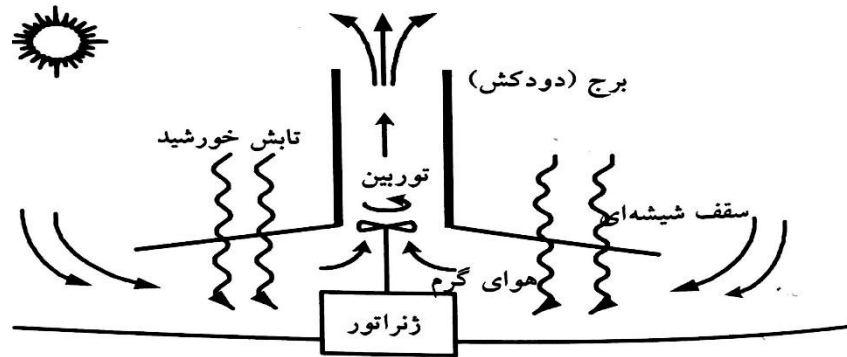 برج (دودکش)
تابش خورشید
توربین
سقف شیشه‌ای
هوای گرم
ژنراتور